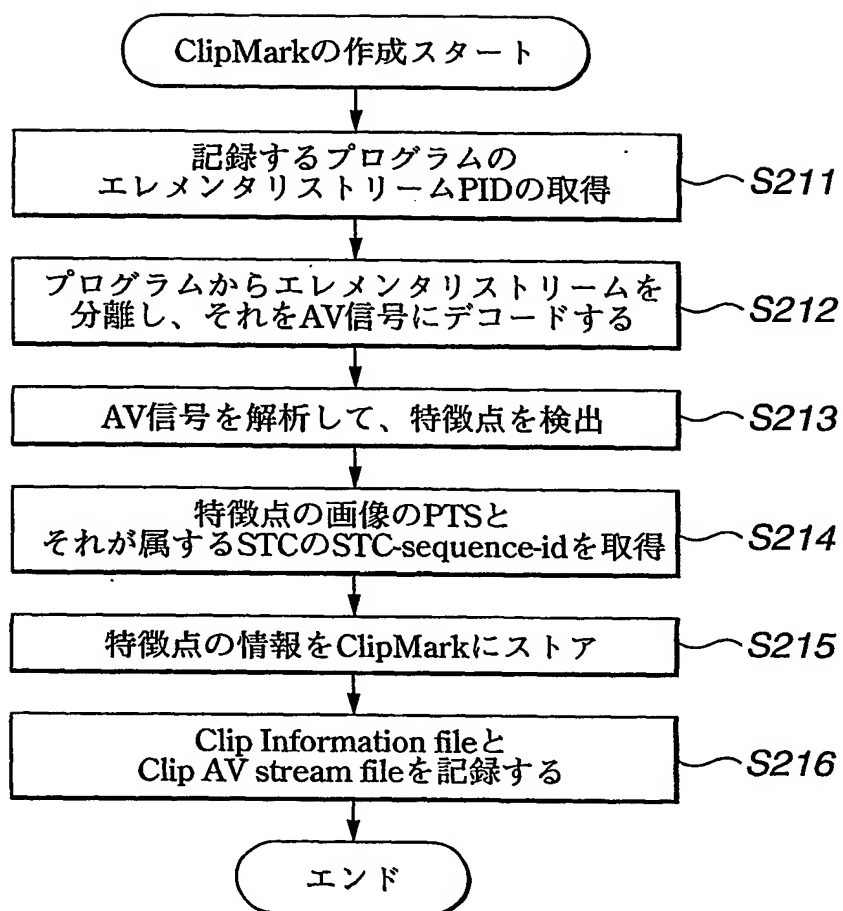 ClipMarkの作成スタート
記録するプログラムの
エレメンタリストリームPIDの取得
S211
プログラムからエレメンタリストリームを
分離し、それをAV信号にデコードする
S212
AV信号を解析して、特徴点を検出
S213
特徴点の画像のPTSと
それが属するSTCのSTC-sequence-idを取得
S214
特徴点の情報をClipMarkにストア
S215
Clip Information fileと
Clip AV stream fileを記録する
S216
エンド